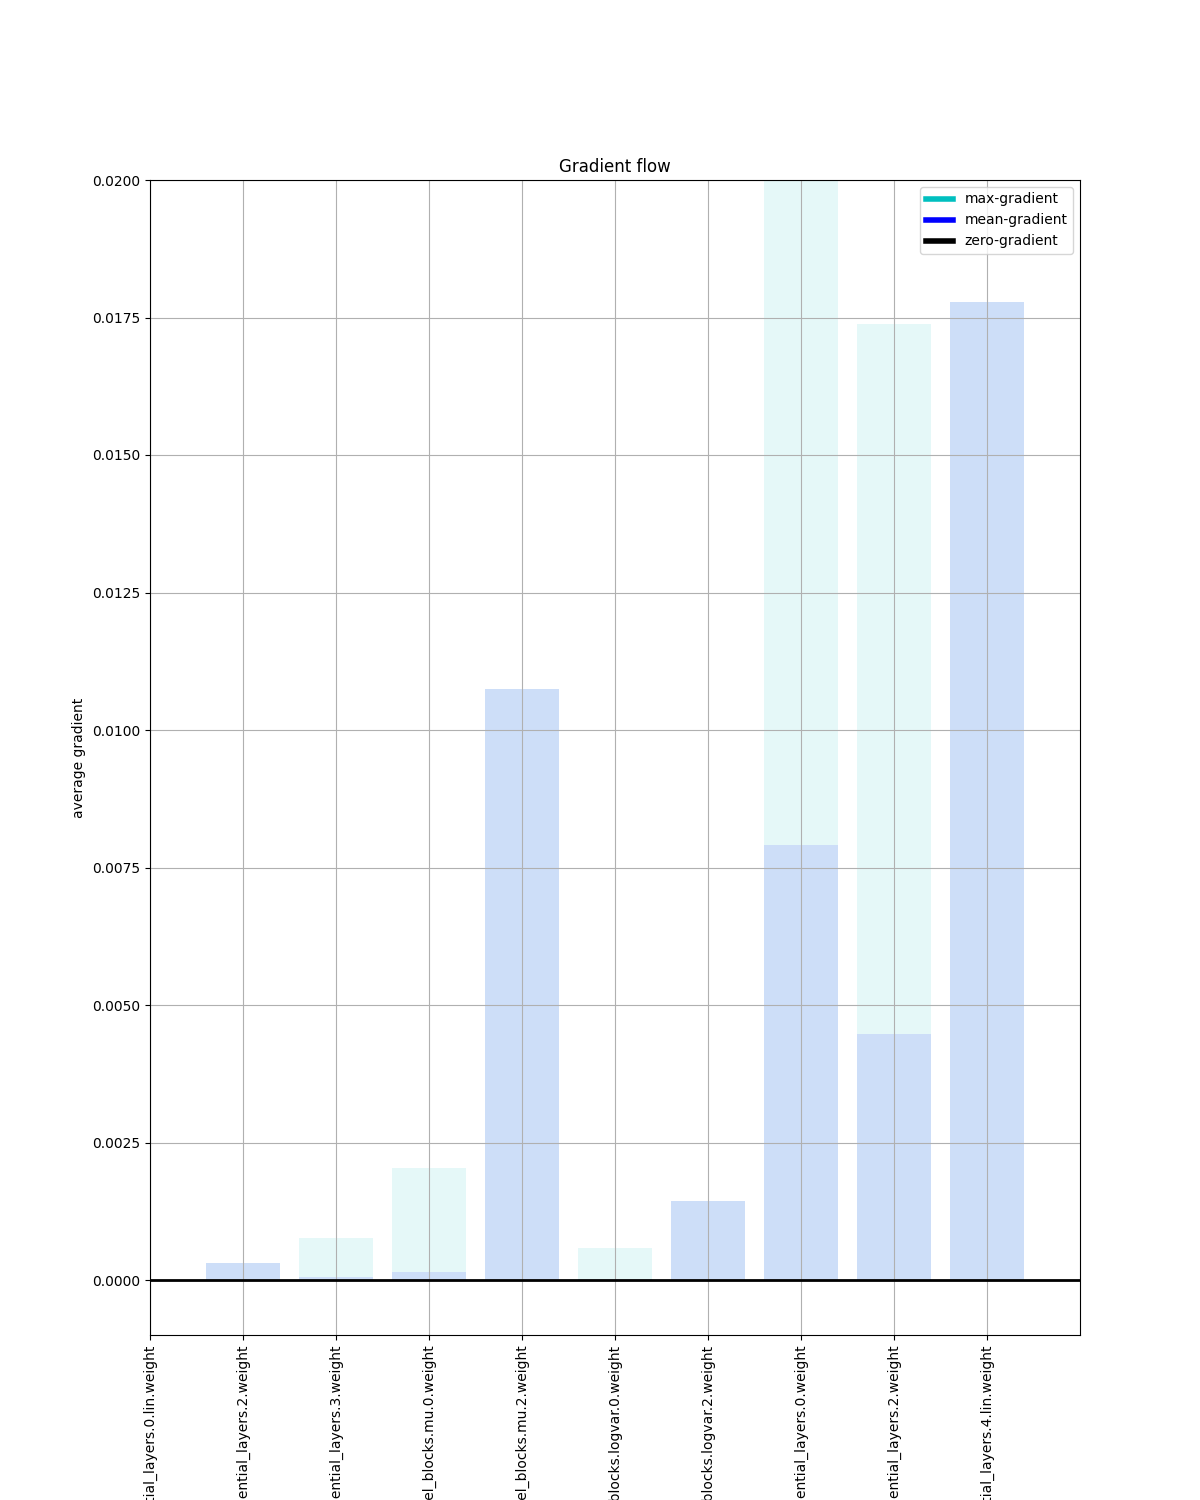 Gradient flow
max-gradient
mean-gradient
zero-gradient
0.0200
0.0175
0.0150
0.0125
0.0100
0.0075
0.0050
0.0025
0.0000
average gradient
tial_layers.0.lin.weight
ential_layers.2.weight
ential_layers.3.weight
el_blocks.mu.0.weight
el_blocks.mu.2.weight
blocks.logvar.0.weight
blocks.logvar.2.weight
ential_layers.0.weight
ential_layers.2.weight
ial_layers.4.lin.weight